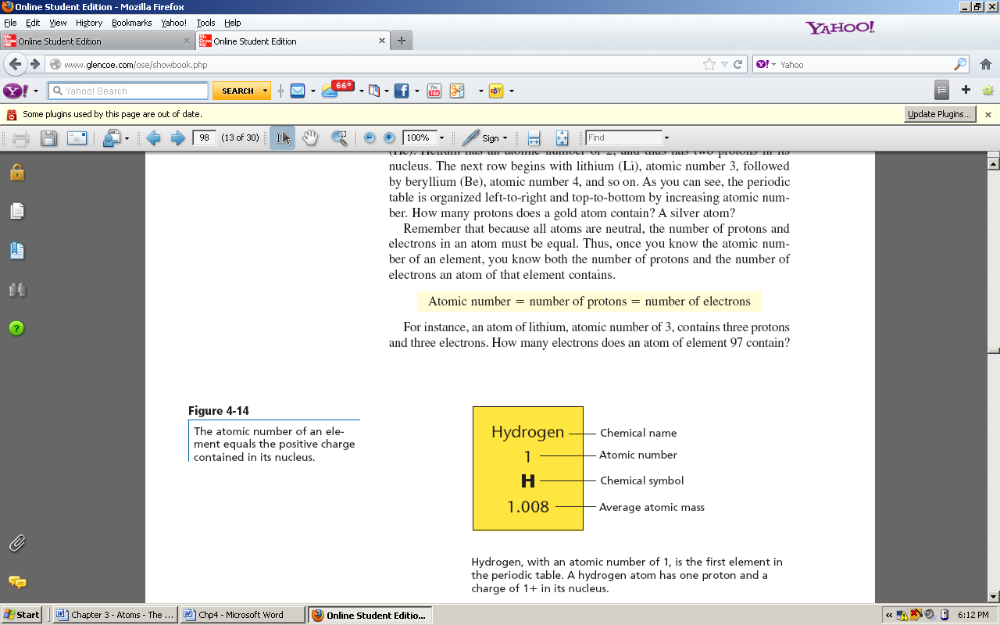 Online Student Edition - Mozilla Firefox
File Edit View History Bookmarks Yahoo! Tools Help
YAHOO!
Online Student Edition
Online Student Edition
www.glencoe.com/ose/showbook.php
Yahoo
Yahoo! Search
SEARCH
66°
Some plugins used by this page are out of date.
Update Plugins...
98 (13 of 30) 100% Sign Find
(He). Helium has an atomic number of 2, and thus has two protons in its
nucleus. The next row begins with lithium (Li), atomic number 3, followed
by beryllium (Be), atomic number 4, and so on. As you can see, the periodic
table is organized left-to-right and top-to-bottom by increasing atomic num-
ber. How many protons does a gold atom contain? A silver atom?
Remember that because all atoms are neutral, the number of protons and
electrons in an atom must be equal. Thus, once you know the atomic num-
ber of an element, you know both the number of protons and the number of
electrons an atom of that element contains.
Atomic number = number of protons = number of electrons
For instance, an atom of lithium, atomic number of 3, contains three protons
and three electrons. How many electrons does an atom of element 97 contain?
Figure 4-14
The atomic number of an ele-
ment equals the positive charge
contained in its nucleus.
Hydrogen Chemical name
1 Atomic number
H Chemical symbol
1.008 Average atomic mass
Hydrogen, with an atomic number of 1, is the first element in
the periodic table. A hydrogen atom has one proton and a
charge of 1+ in its nucleus.
Start
Chapter 3 - Atoms - The ...
Chp4 - Microsoft Word
Online Student Editio...
6:12 PM